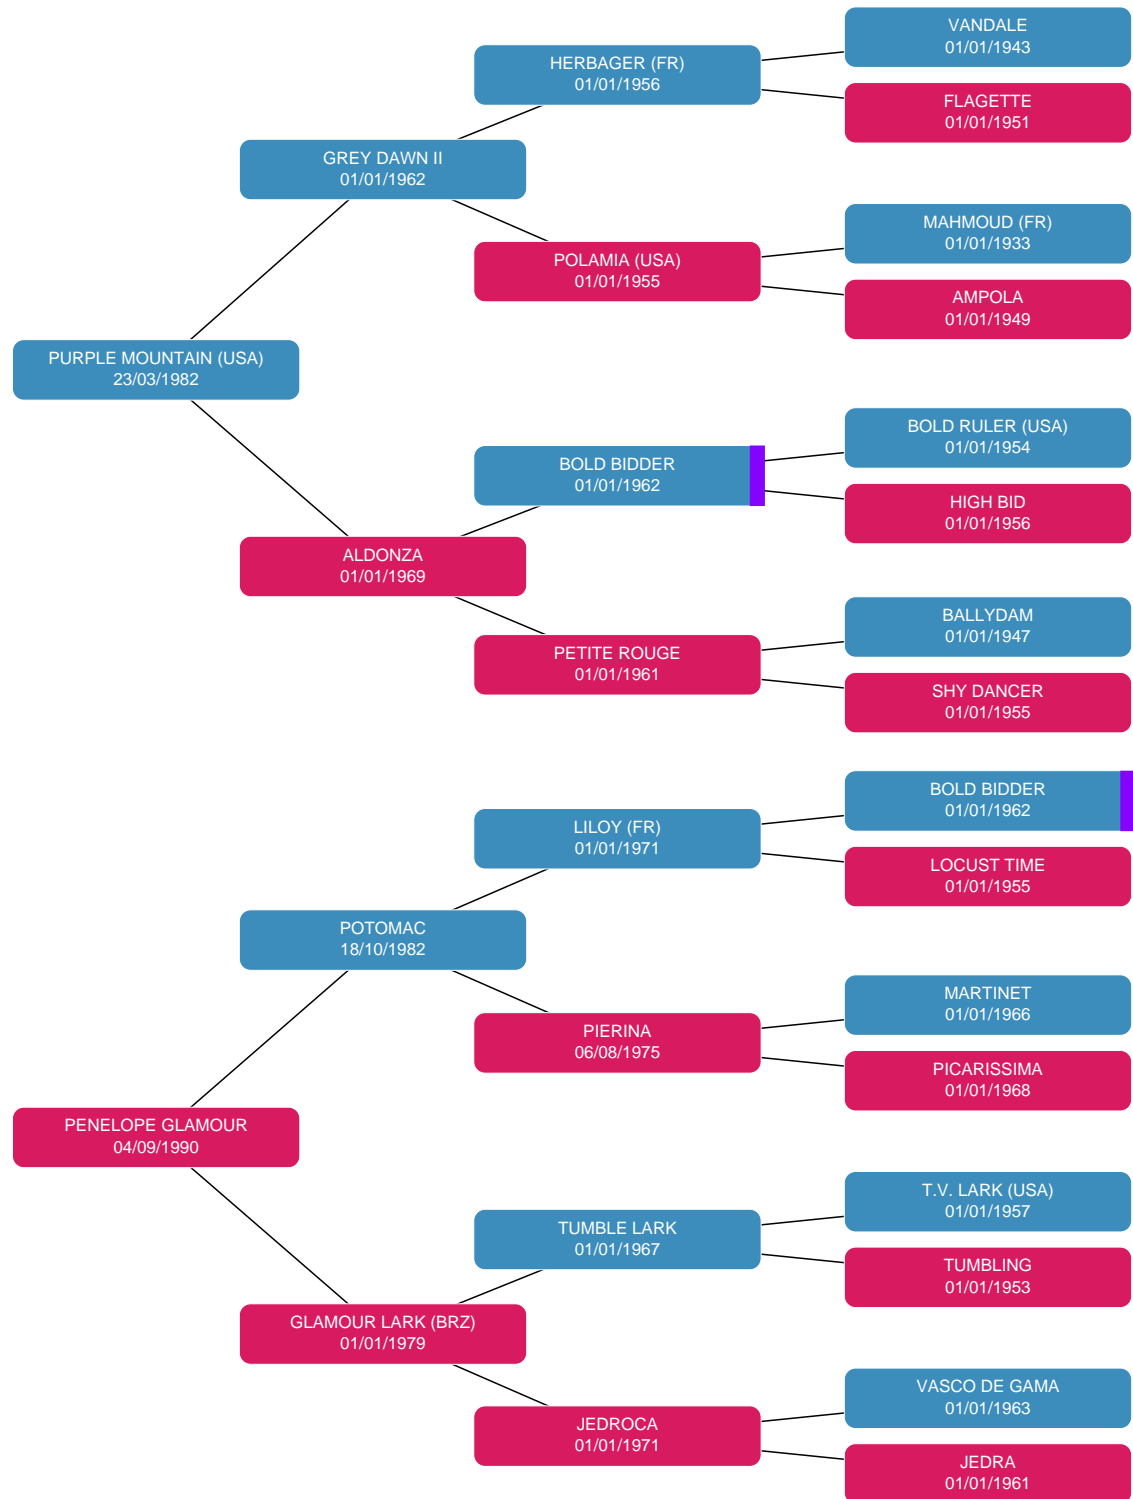 VANDALE
01/01/1943
HERBAGER (FR)
01/01/1956
FLAGETTE
01/01/1951
GREY DAWN II
01/01/1962
MAHMOUD (FR)
01/01/1933
POLAMIA (USA)
01/01/1955
AMPOLA
01/01/1949
PURPLE MOUNTAIN (USA)
23/03/1982
BOLD RULER (USA)
01/01/1954
BOLD BIDDER
01/01/1962
HIGH BID
01/01/1956
ALDONZA
01/01/1969
BALLYDAM
01/01/1947
PETITE ROUGE
01/01/1961
SHY DANCER
01/01/1955
BOLD BIDDER
01/01/1962
LILOY (FR)
01/01/1971
LOCUST TIME
01/01/1955
POTOMAC
18/10/1982
MARTINET
01/01/1966
PIERINA
06/08/1975
PICARISSIMA
01/01/1968
PENELOPE GLAMOUR
04/09/1990
T.V. LARK (USA)
01/01/1957
TUMBLE LARK
01/01/1967
TUMBLING
01/01/1953
GLAMOUR LARK (BRZ)
01/01/1979
VASCO DE GAMA
01/01/1963
JEDROCA
01/01/1971
JEDRA
01/01/1961